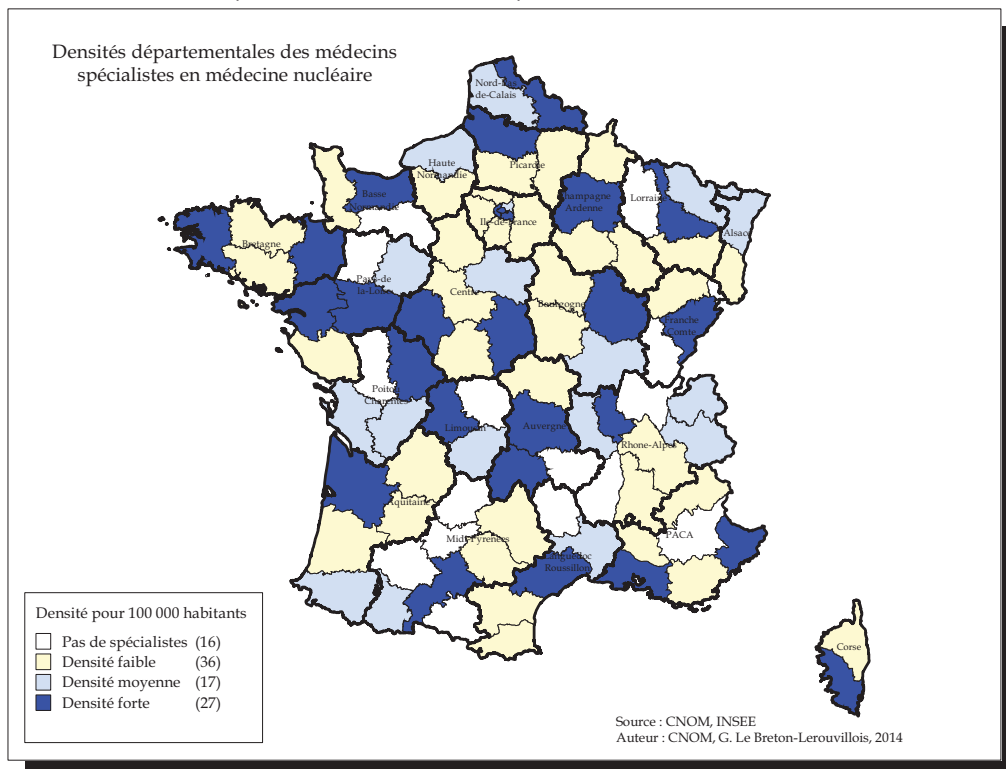 Densités départementales des médecins
spécialistes en médecine nucléaire
Nord-Pas
de-Calais
Haute
Normandie
Picardie
Basse
Normandie
Champagne
Ardenne
Lorraine
Ile-de-France
Alsace
Bretagne
Pays-de
la-Loire
Centre
Bourgogne
Franche
Comte
Poitou
Charentes
Limousin
Auvergne
Rhone-Alpes
Aquitaine
Midi-Pyrenees
PACA
Languedoc
Roussillon
Corse
Densité pour 100 000 habitants
Pas de spécialistes (16)
Densité faible (36)
Densité moyenne (17)
Densité forte (27)
Source : CNOM, INSEE
Auteur : CNOM, G. Le Breton-Lerouvillois, 2014